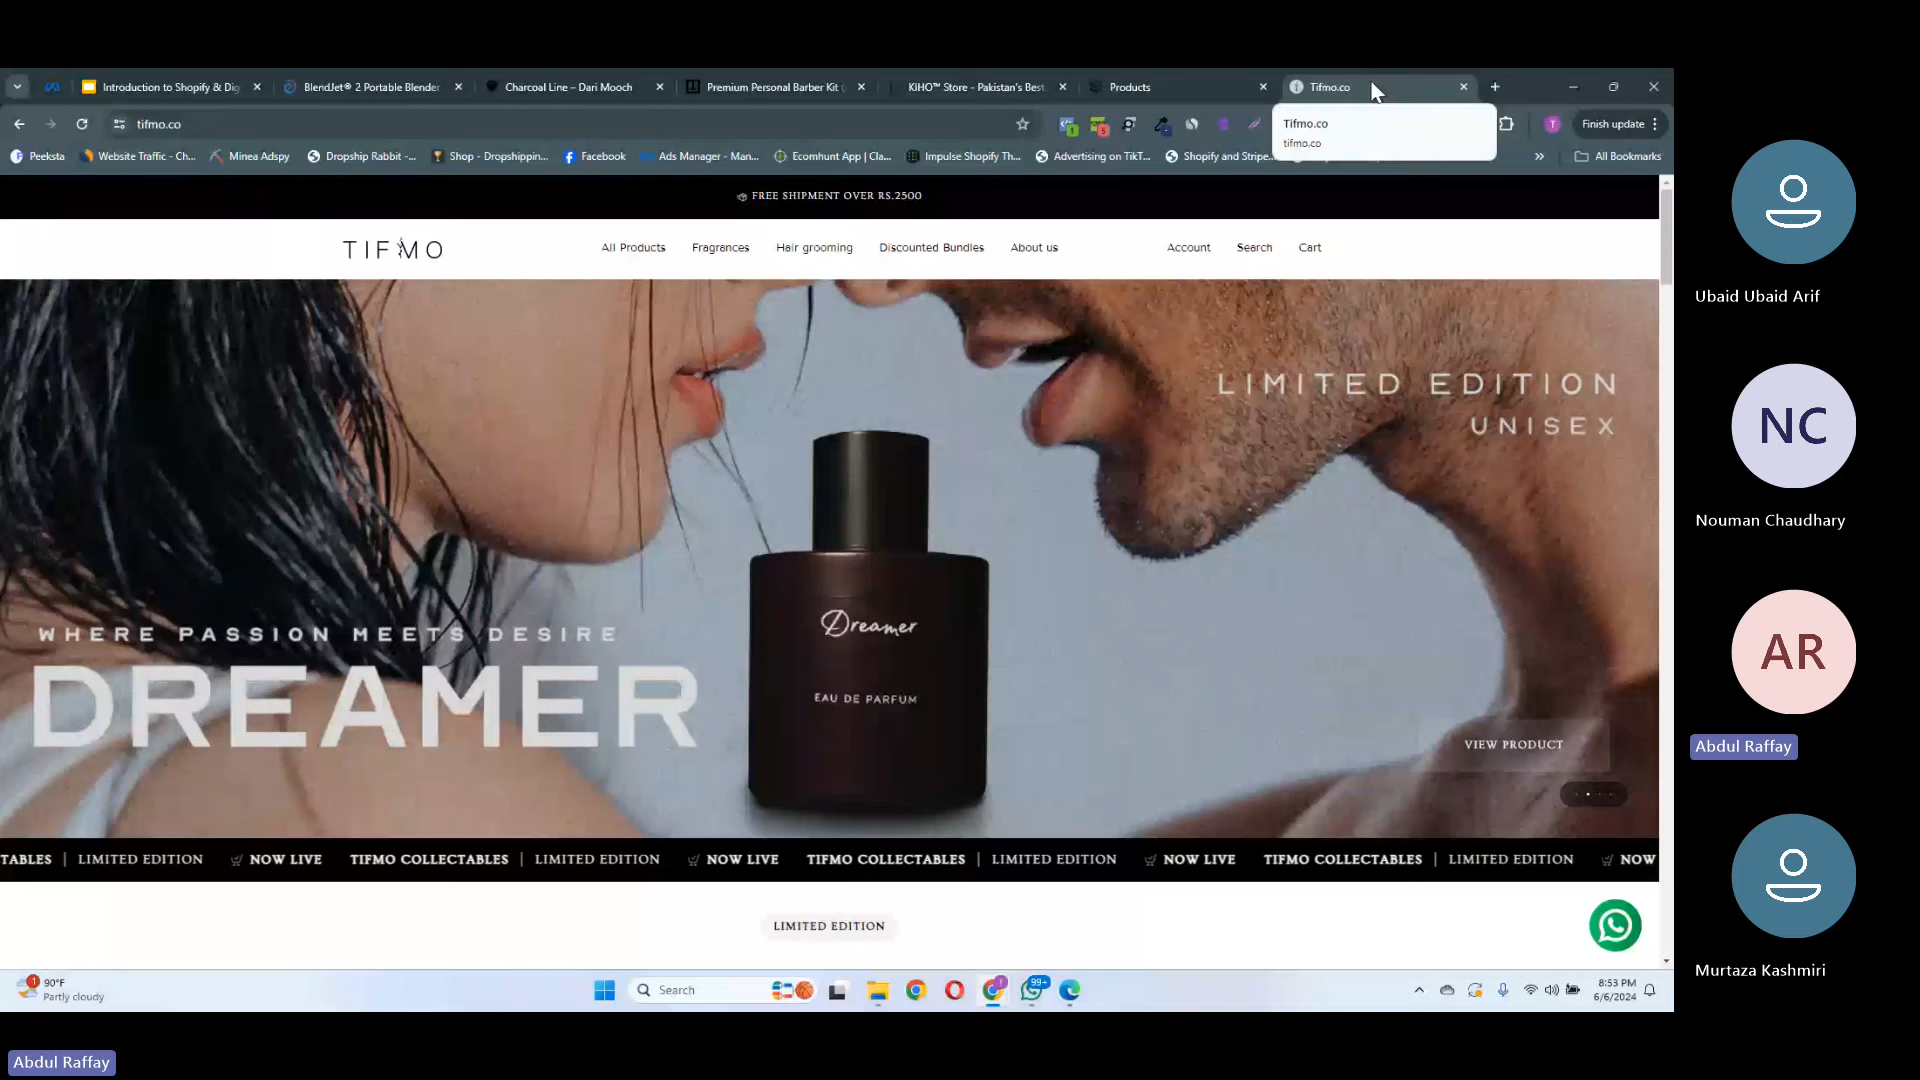 Introduction to Shopify & Dig
BlendJet® 2 Portable Blender
Charcoal Line – Dari Mooch
Premium Personal Barber Kit
KIHO™ Store - Pakistan's Best
Products
Tifmo.co
tifmo.co
Finish update
Tifmo.co
tifmo.co
Peeksta
Website Traffic - Ch...
Minea Adspy
Dropship Rabbit -...
Shop - Dropshippin...
Facebook
Ads Manager - Man...
Ecomhunt App | Cla...
Impulse Shopify Th...
Advertising on TikT...
Shopify and Stripe
All Bookmarks
FREE SHIPMENT OVER RS.2500
TIFMO
All Products
Fragrances
Hair grooming
Discounted Bundles
About us
Account
Search
Cart
LIMITED EDITION
UNISEX
Dreamer
EAU DE PARFUM
WHERE PASSION MEETS DESIRE
DREAMER
VIEW PRODUCT
TABLES | LIMITED EDITION NOW LIVE TIFMO COLLECTABLES | LIMITED EDITION NOW LIVE TIFMO COLLECTABLES | LIMITED EDITION NOW LIVE TIFMO COLLECTABLES | LIMITED EDITION NOW
LIMITED EDITION
90°F
Partly cloudy
Search
99+
8:53 PM
6/6/2024
Ubaid Ubaid Arif
NC
Nouman Chaudhary
AR
Abdul Raffay
Murtaza Kashmiri
Abdul Raffay